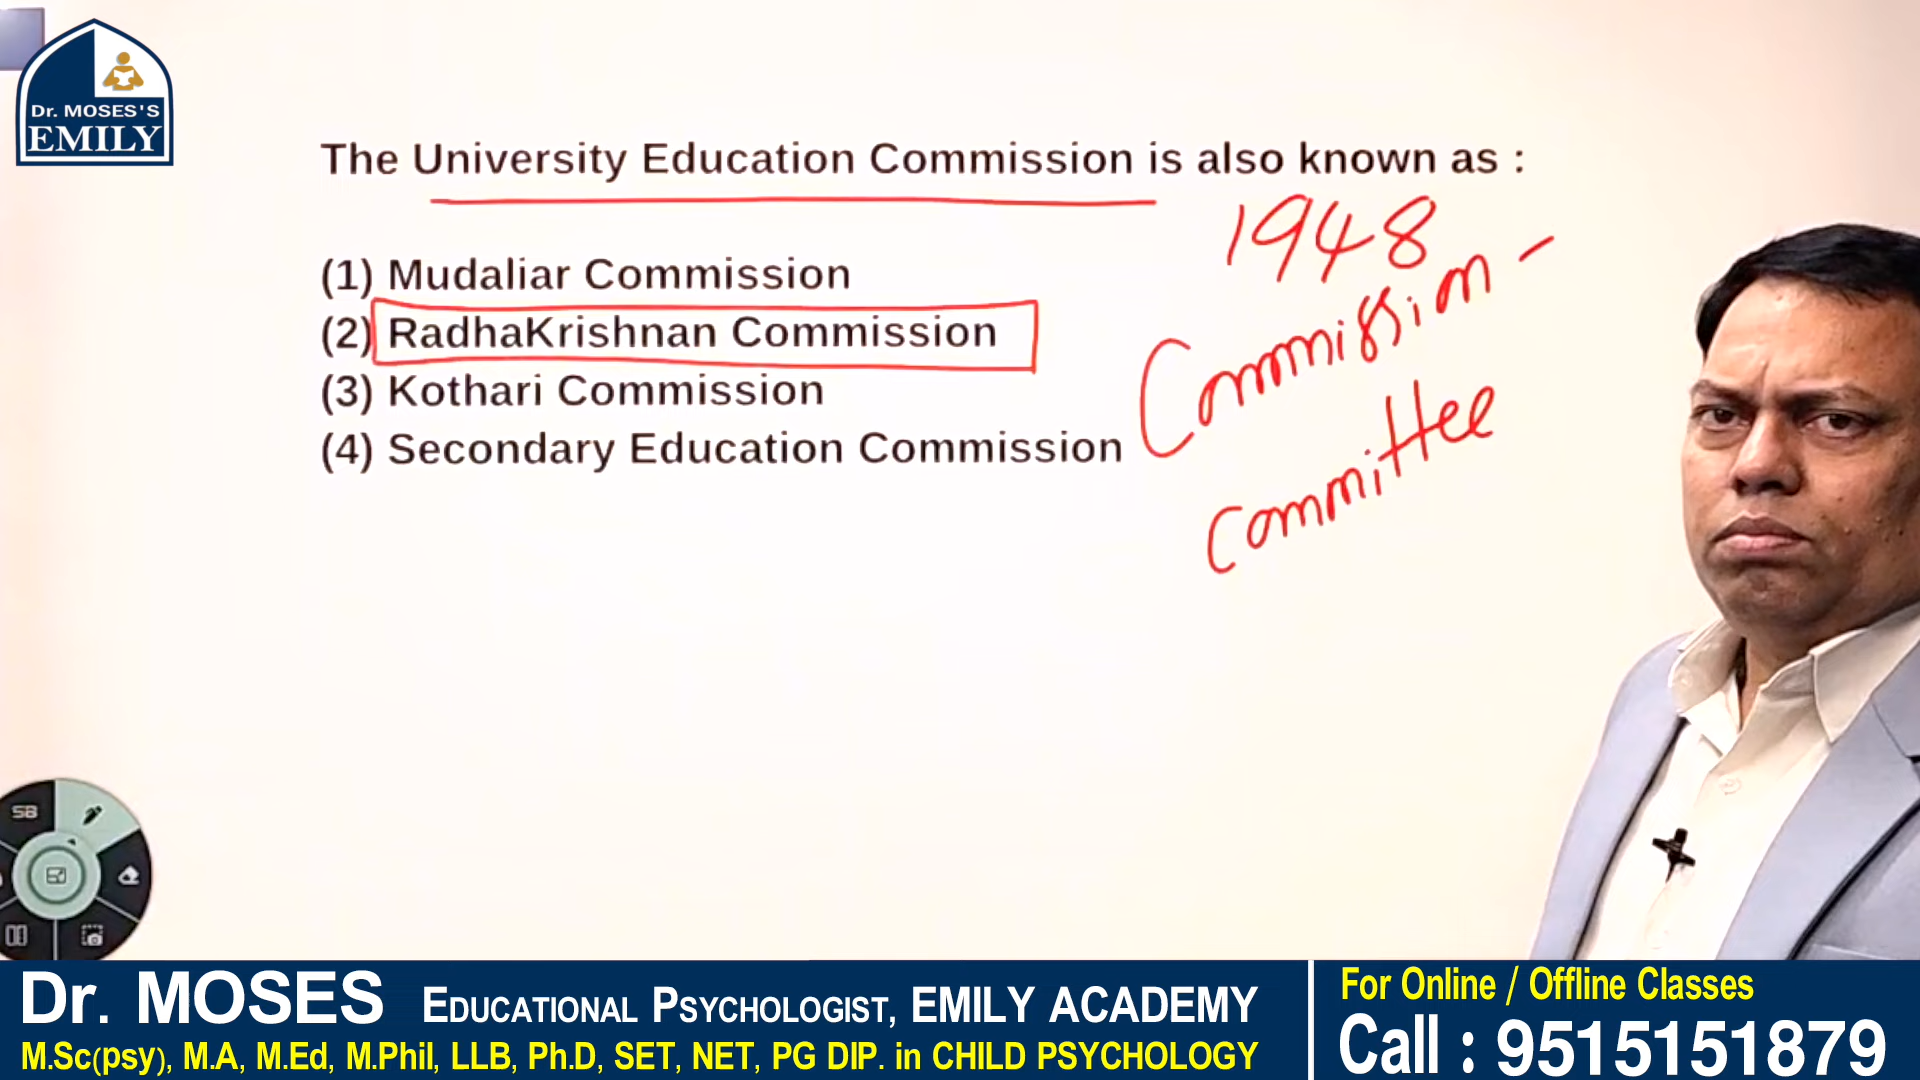 Dr. MOSES'S
EMILY
The University Education Commission is also known as :
1948
(1) Mudaliar Commission
(2) RadhaKrishnan Commission
(3) Kothari Commission
(4) Secondary Education Commission
Commission -
Committee
SB
Dr. MOSES EDUCATIONAL PSYCHOLOGIST, EMILY ACADEMY
M.Sc(psy), M.A, M.Ed, M.Phil, LLB, Ph.D, SET, NET, PG DIP. in CHILD PSYCHOLOGY
For Online / Offline Classes
Call : 9515151879